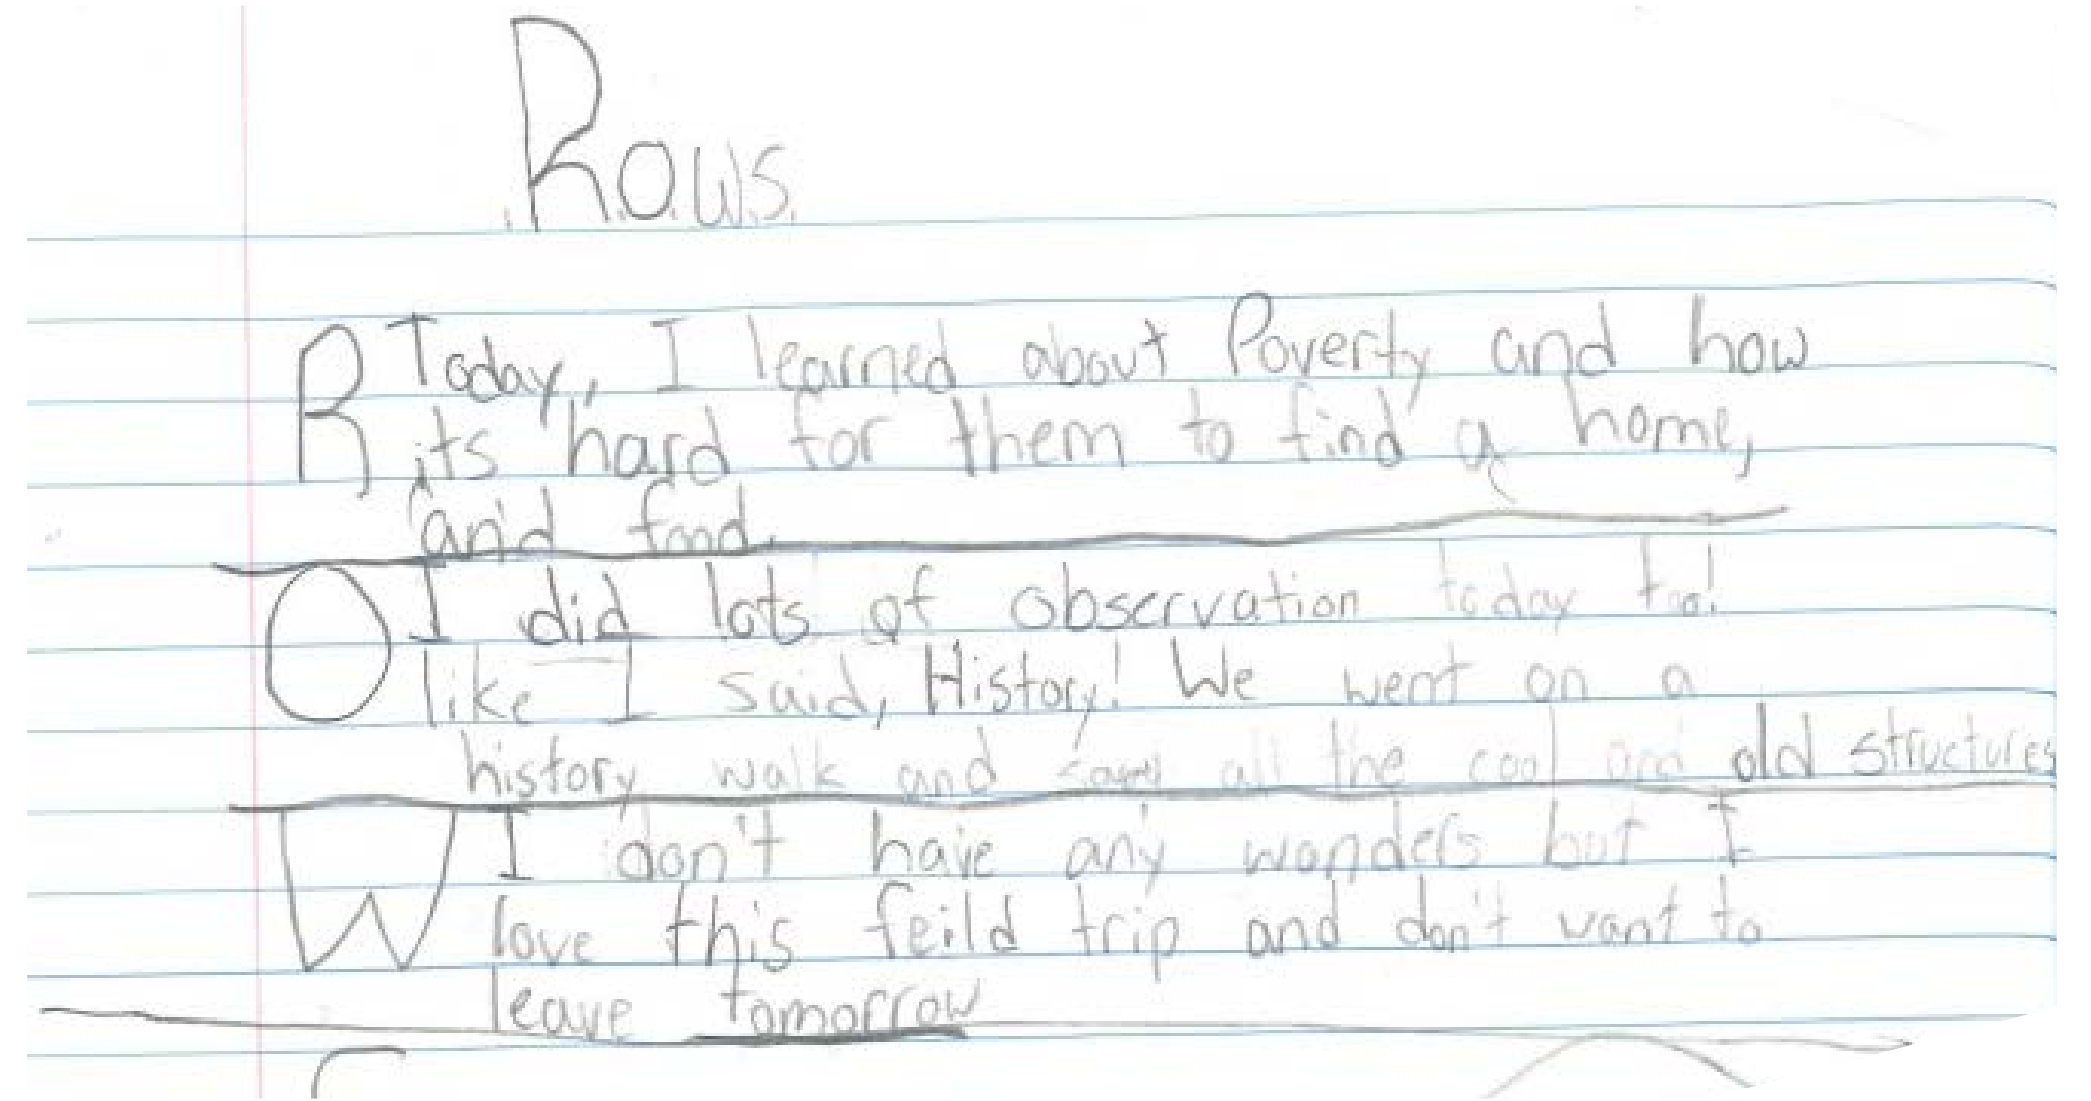 R.O.W.S.
R Today, I learned about Poverty and how
its hard for them to find a home,
and food.
O I did lots of observation today too!
like I said, History! We went on a
history walk and saw all the cool and old structures
W I don't have any wonders but I
love this feild trip and don't want to
leave tomorrow